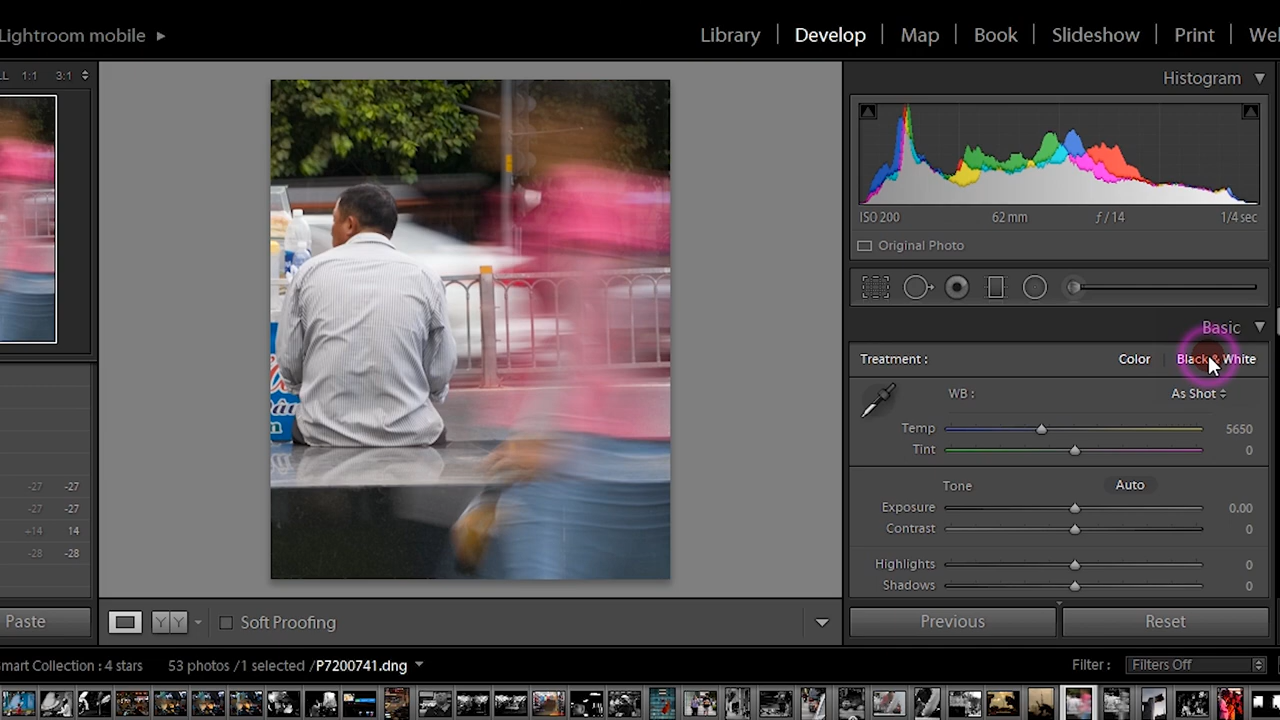 Lightroom mobile
Library | Develop | Map | Book | Slideshow | Print |
1:1 3:1
Histogram
ISO 200 62 mm ƒ / 14 1/4 sec
Original Photo
Basic
Treatment : Color Black & White
WB : As Shot
Temp 5650
Tint 0
Tone Auto
Exposure 0.00
Contrast 0
Highlights 0
Shadows 0
-27 -27
-27 -27
+14 14
-28 -28
Paste
Y Y Soft Proofing
Previous Reset
Smart Collection : 4 stars 53 photos / 1 selected / P7200741.dng
Filter : Filters Off